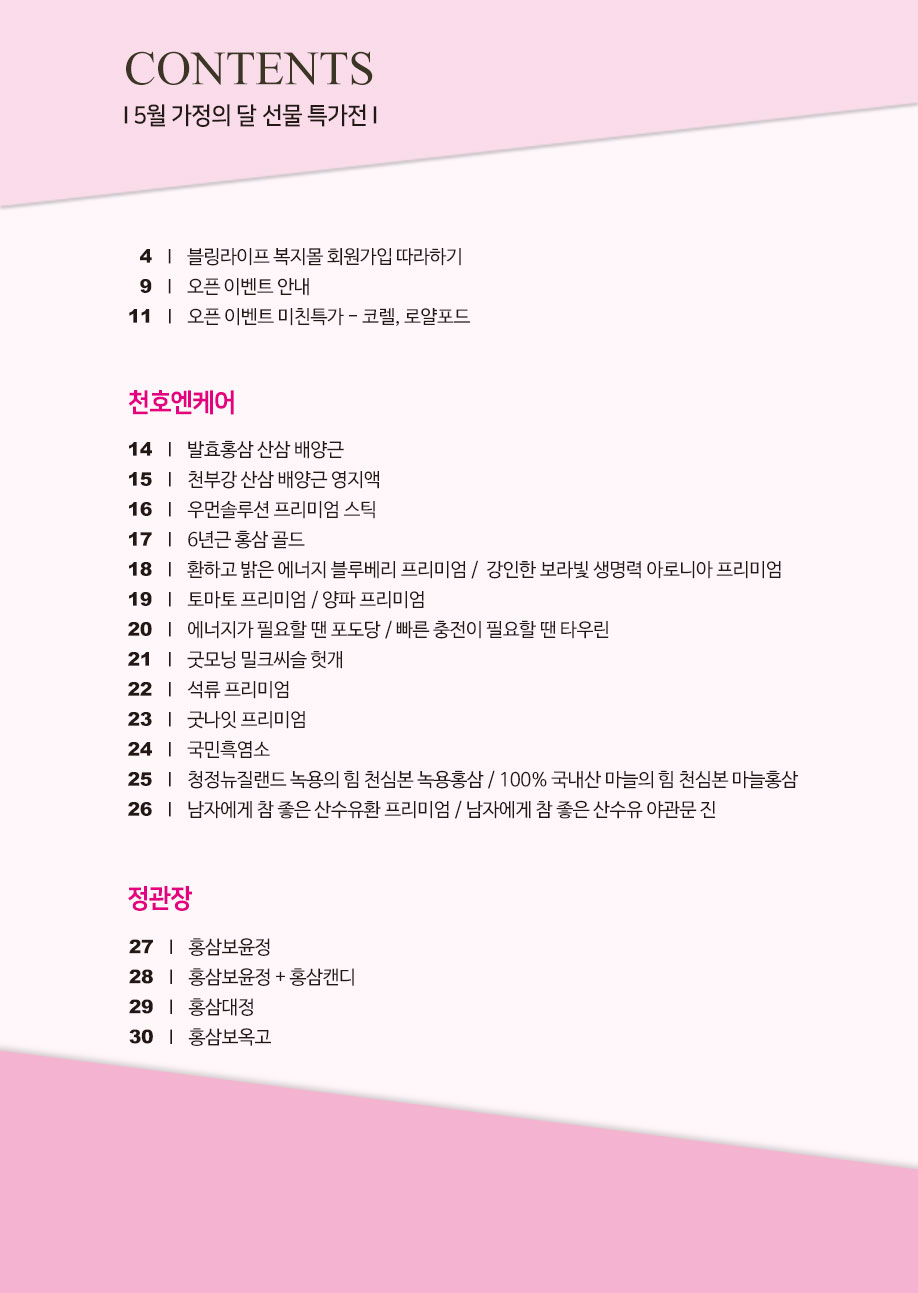 CONTENTS
I 5월 가정의 달 선물 특가전 I
4 I 블링라이프 복지몰 회원가입 따라하기
9 I 오픈 이벤트 안내
11 I 오픈 이벤트 미친특가 - 코렐, 로얄포드
천호엔케어
14 I 발효홍삼 산삼 배양근
15 I 천부강 산삼 배양근 영지액
16 I 우먼솔루션 프리미엄 스틱
17 I 6년근 홍삼 골드
18 I 환하고 밝은 에너지 블루베리 프리미엄 / 강인한 보라빛 생명력 아로니아 프리미엄
19 I 토마토 프리미엄 / 양파 프리미엄
20 I 에너지가 필요할 땐 포도당 / 빠른 충전이 필요할 땐 타우린
21 I 굿모닝 밀크씨슬 헛개
22 I 석류 프리미엄
23 I 굿나잇 프리미엄
24 I 국민흑염소
25 I 청정뉴질랜드 녹용의 힘 천심본 녹용홍삼 / 100% 국내산 마늘의 힘 천심본 마늘홍삼
26 I 남자에게 참 좋은 산수유환 프리미엄 / 남자에게 참 좋은 산수유 야관문 진
정관장
27 I 홍삼보윤정
28 I 홍삼보윤정 + 홍삼캔디
29 I 홍삼대정
30 I 홍삼보옥고